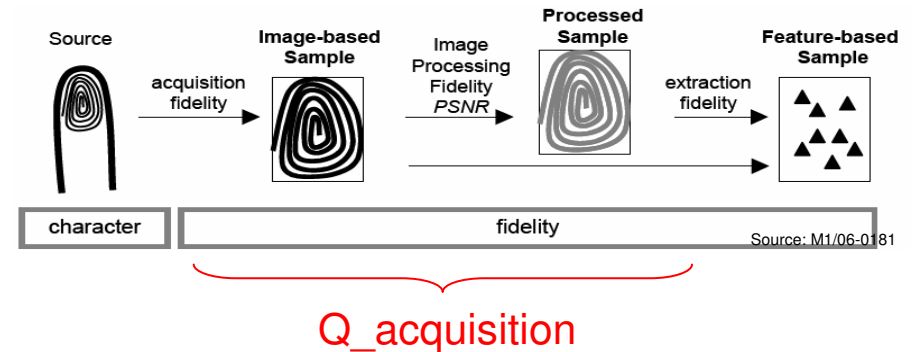 Source
acquisition
fidelity
Image-based
Sample
Image
Processing
Fidelity
PSNR
Processed
Sample
extraction
fidelity
Feature-based
Sample
character
fidelity
Source: M1/06-0181
Q_acquisition